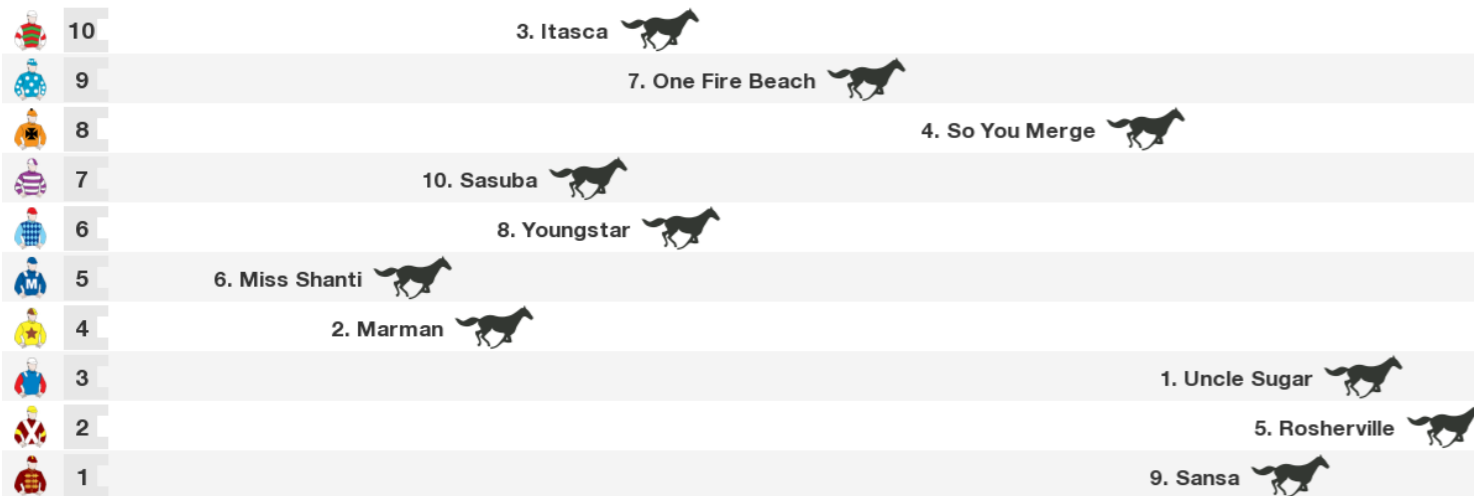 10 3. Itasca
9 7. One Fire Beach
8 4. So You Merge
7 10. Sasuba
6 8. Youngstar
5 6. Miss Shanti
M
4 2. Marman
3 1. Uncle Sugar
2 5. Rosherville
1 9. Sansa